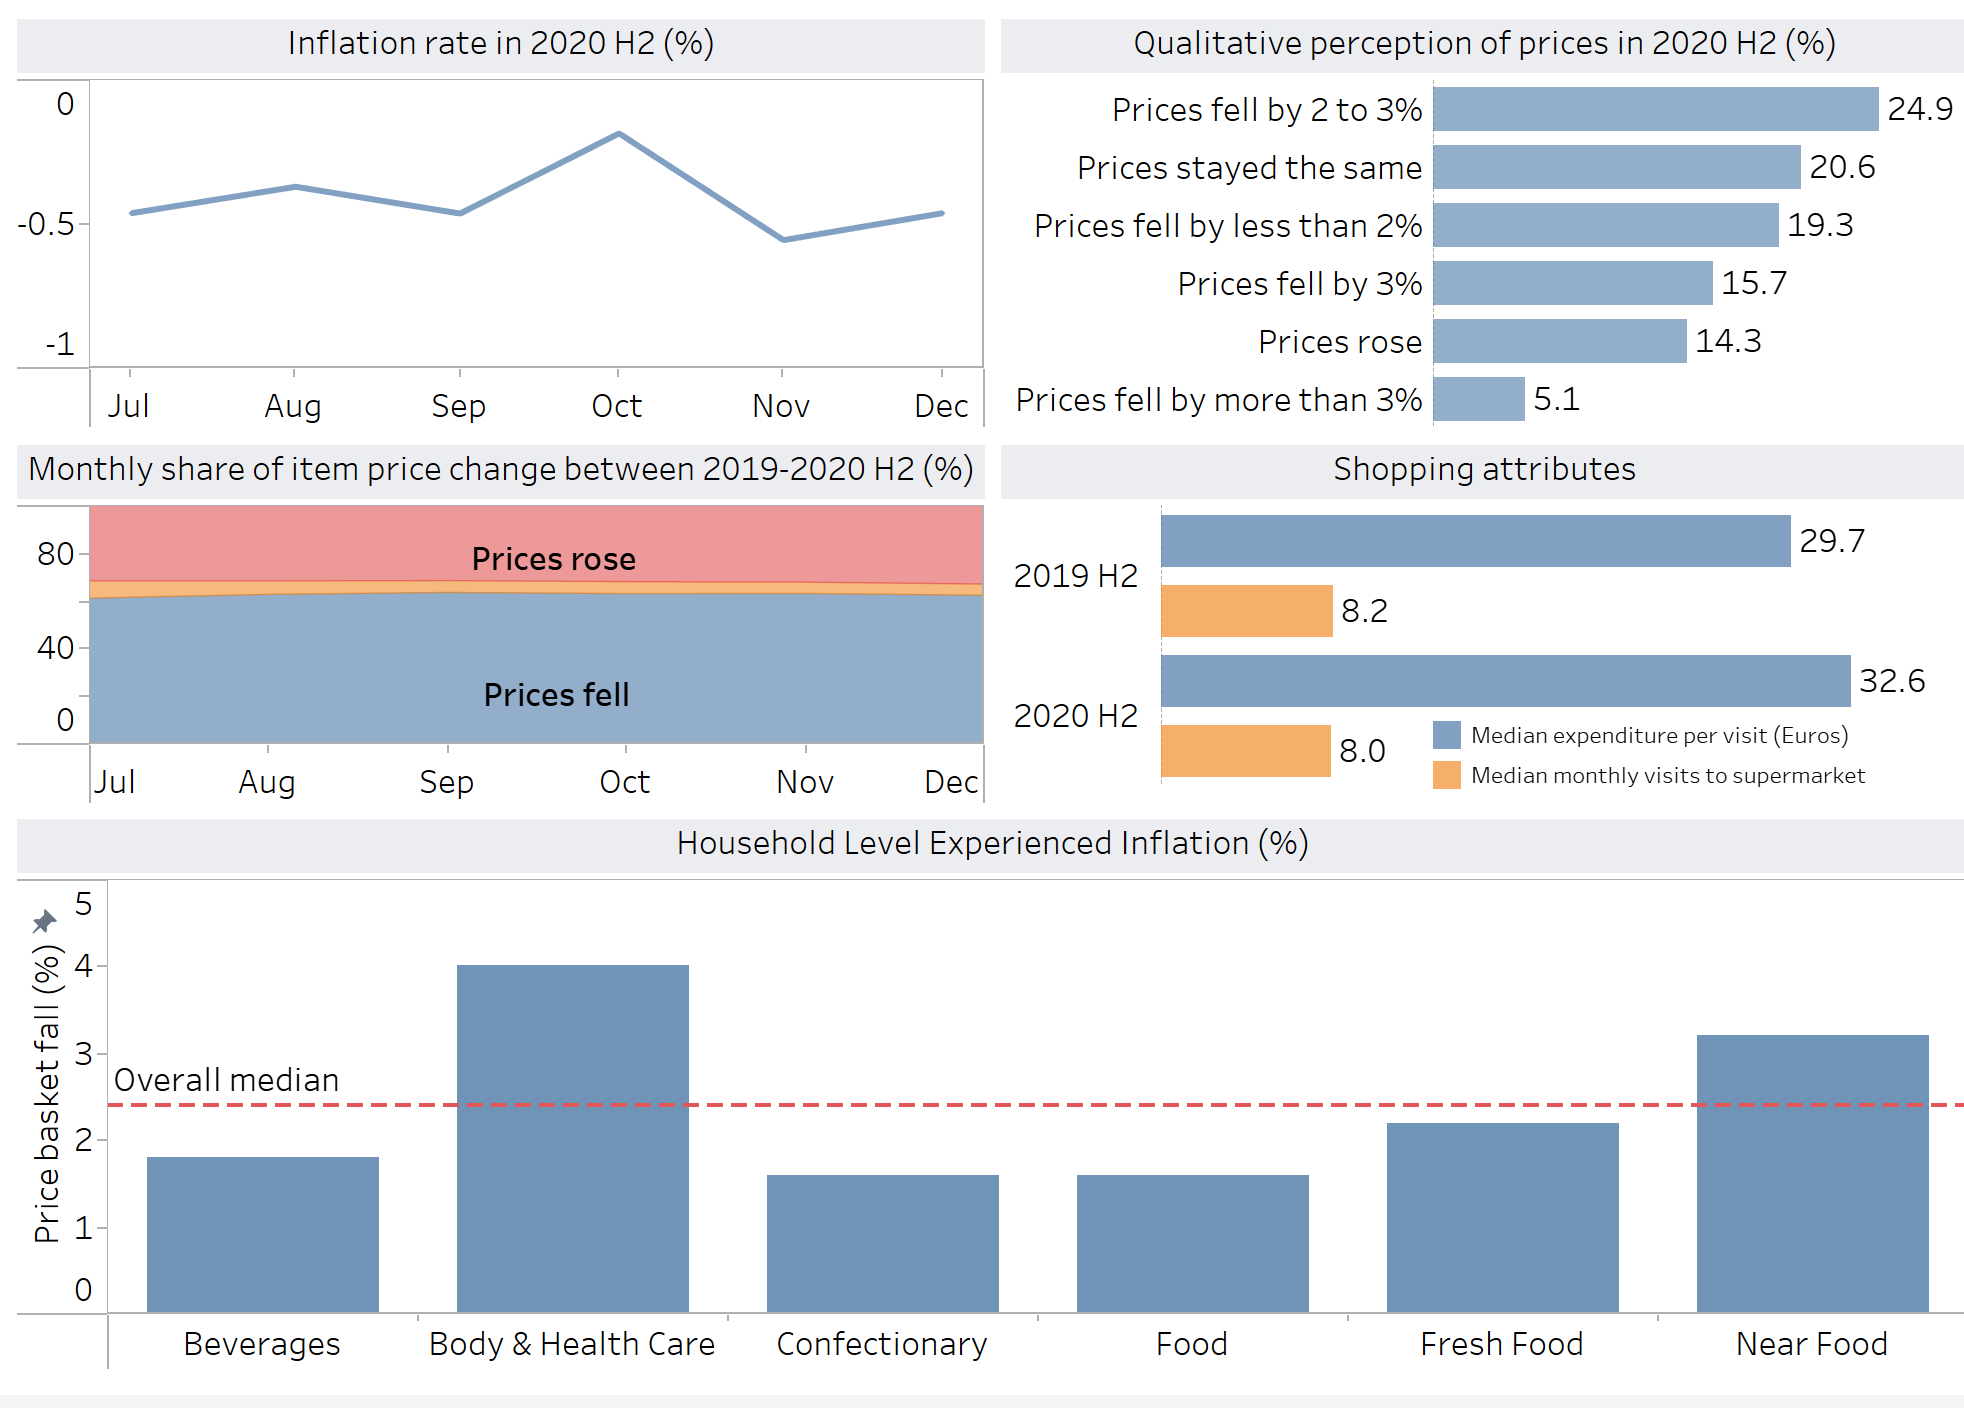 Inflation rate in 2020 H2 (%)
0
-0.5
-1
Jul Aug Sep Oct Nov Dec
Qualitative perception of prices in 2020 H2 (%)
Prices fell by 2 to 3% 24.9
Prices stayed the same 20.6
Prices fell by less than 2% 19.3
Prices fell by 3% 15.7
Prices rose 14.3
Prices fell by more than 3% 5.1
Monthly share of item price change between 2019-2020 H2 (%)
80
40
0
Prices rose
Prices fell
Jul Aug Sep Oct Nov Dec
Shopping attributes
2019 H2
29.7
8.2
2020 H2
32.6
8.0
Median expenditure per visit (Euros)
Median monthly visits to supermarket
Household Level Experienced Inflation (%)
Price basket fall (%)
5
4
3
2
1
0
Overall median
Beverages Body & Health Care Confectionary Food Fresh Food Near Food